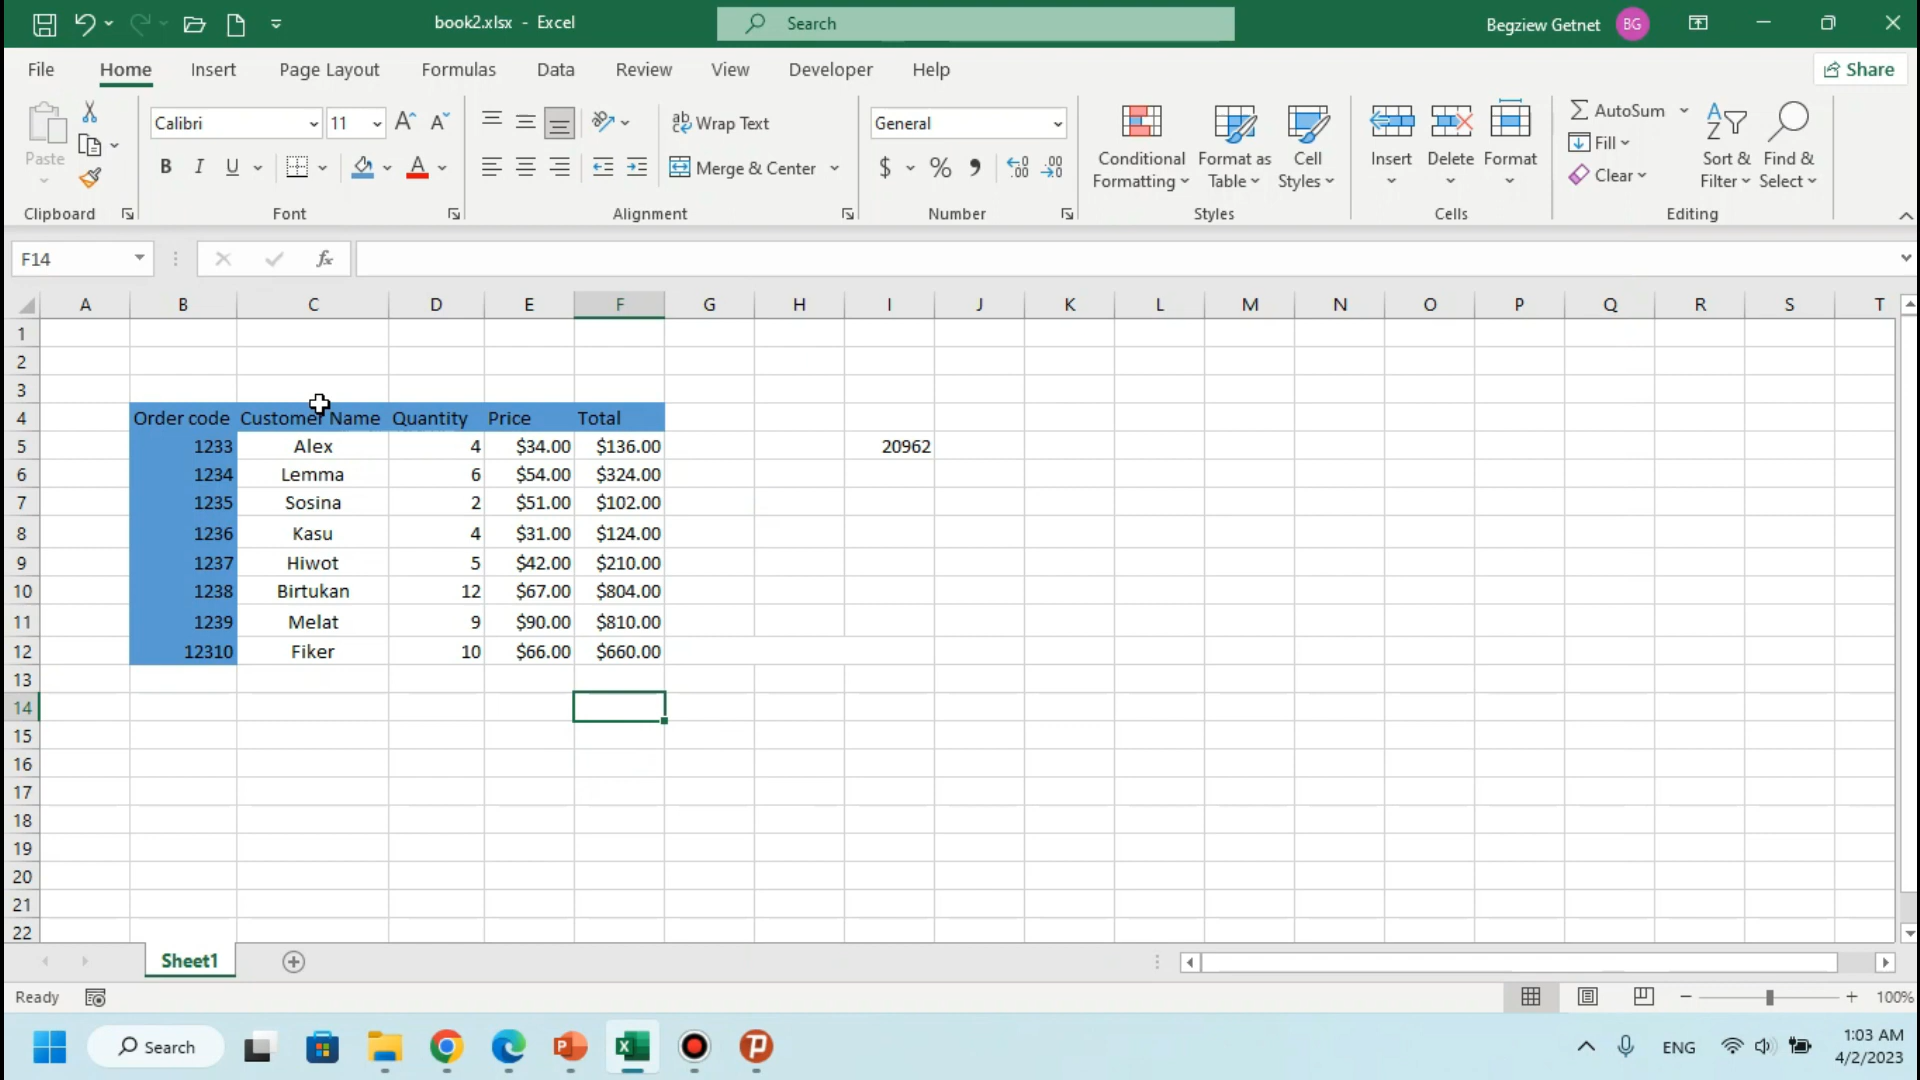 book2.xlsx - Excel
Search
Begziew Getnet BG
File Home Insert Page Layout Formulas Data Review View Developer Help Share
Paste
Clipboard
Calibri 11
B I U
Font
Wrap Text
Merge & Center
Alignment
General
$ % 9
Number
Conditional Formatting
Format as Table
Cell Styles
Styles
Insert Delete Format
Cells
AutoSum
Fill
Clear
Sort & Filter
Find & Select
Editing
F14 fx
A B C D E F G H I J K L M N O P Q R S T
1
2
3
4 Order code Customer Name Quantity Price Total
5 1233 Alex 4 $34.00 $136.00 20962
6 1234 Lemma 6 $54.00 $324.00
7 1235 Sosina 2 $51.00 $102.00
8 1236 Kasu 4 $31.00 $124.00
9 1237 Hiwot 5 $42.00 $210.00
10 1238 Birtukan 12 $67.00 $804.00
11 1239 Melat 9 $90.00 $810.00
12 12310 Fiker 10 $66.00 $660.00
13
14
15
16
17
18
19
20
21
22
Sheet1
Ready 100%
Search ENG 1:03 AM
4/2/2023